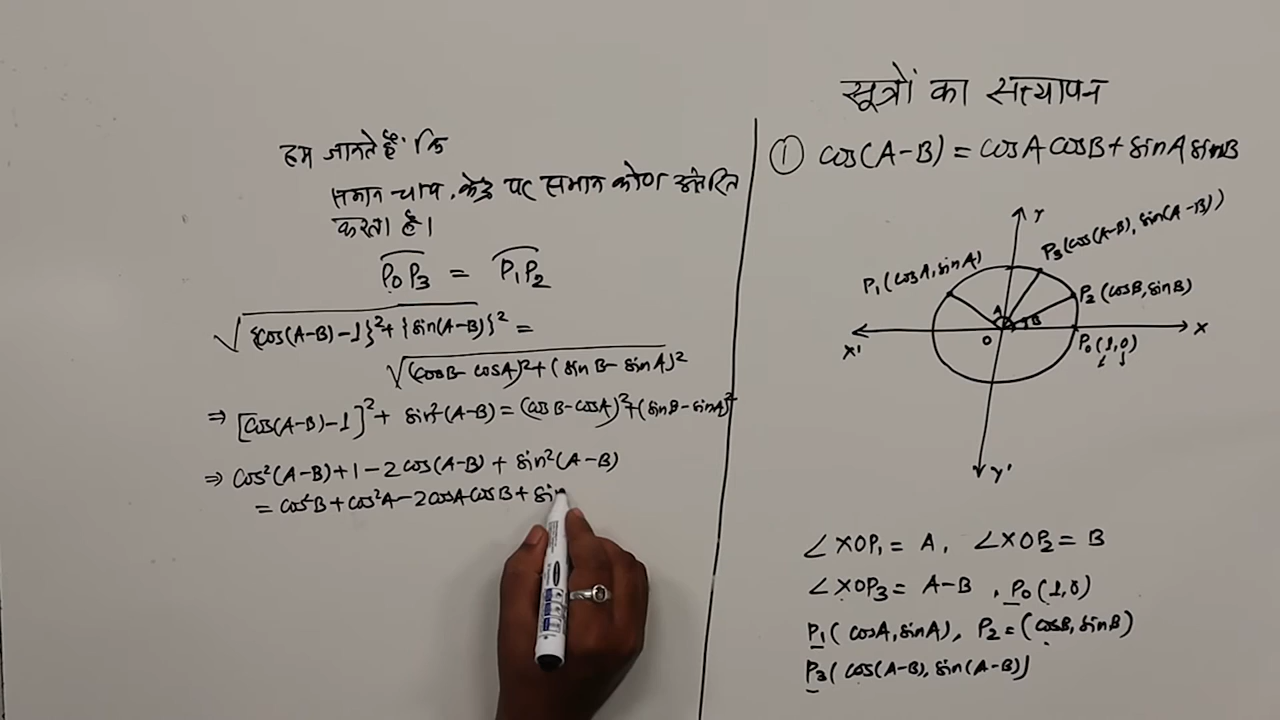 सूत्रों का सत्यापन
① cos(A-B) = cosA cosB + sinA sinB
Y
P3(cos(A-B), sin(A-B))
P1(cosA, sinA)
P2(cosB, sinB)
A
B
O
X'
X
P0(1,0)
Y'
∠XOP1 = A, ∠XOP2 = B
∠XOP3 = A-B, P0(1,0)
P1(cosA, sinA), P2=(cosB, sinB)
P3(cos(A-B), sin(A-B))
हम जानते हैं कि
समान चाप, केंद्र पर समान कोण अंतरित
करता है।
P0P3 = P1P2
√{cos(A-B)-1}²+{sin(A-B)}² =
√(cosB-cosA)²+(sinB-sinA)²
⇒ [cos(A-B)-1]²+ sin²(A-B) = (cosB-cosA)²+(sinB-sinA)²
⇒ cos²(A-B)+1-2cos(A-B)+sin²(A-B)
= cos²B+cos²A-2cosA cosB+sin